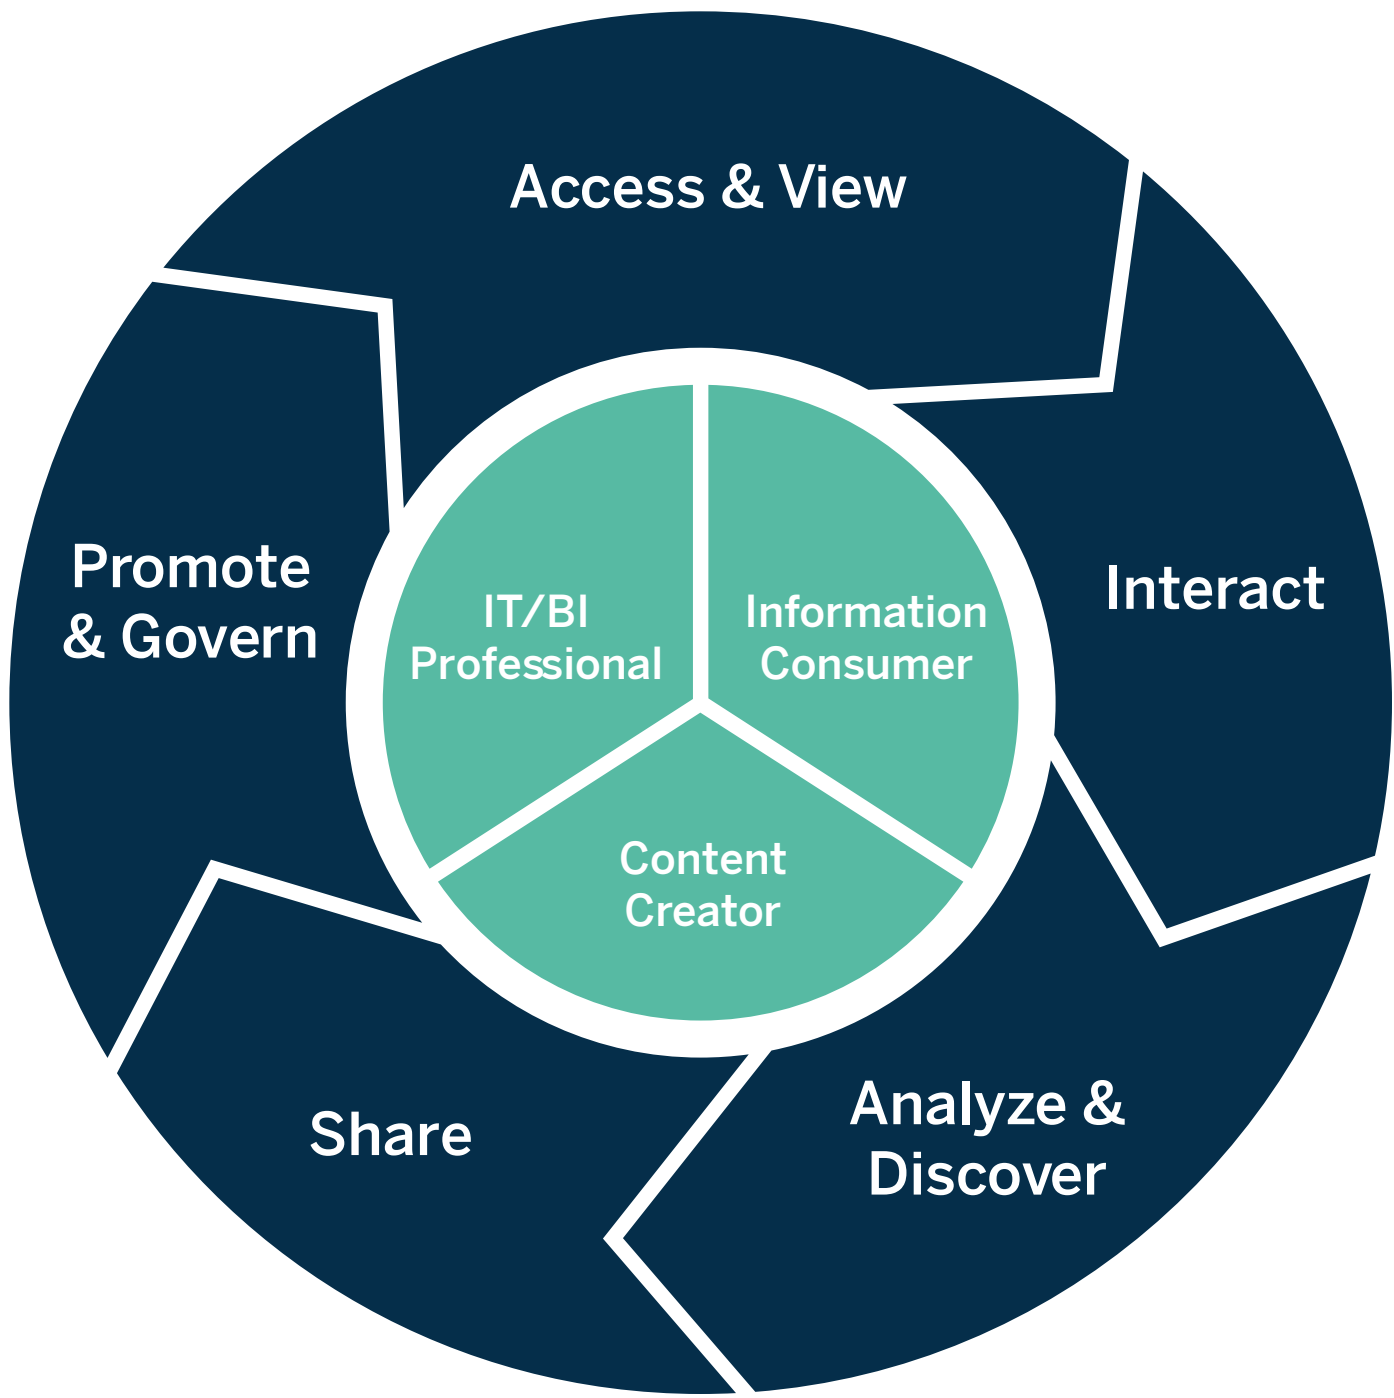 Access & View
Interact
Analyze &
Discover
Share
Promote
& Govern
IT/BI
Professional
Information
Consumer
Content
Creator